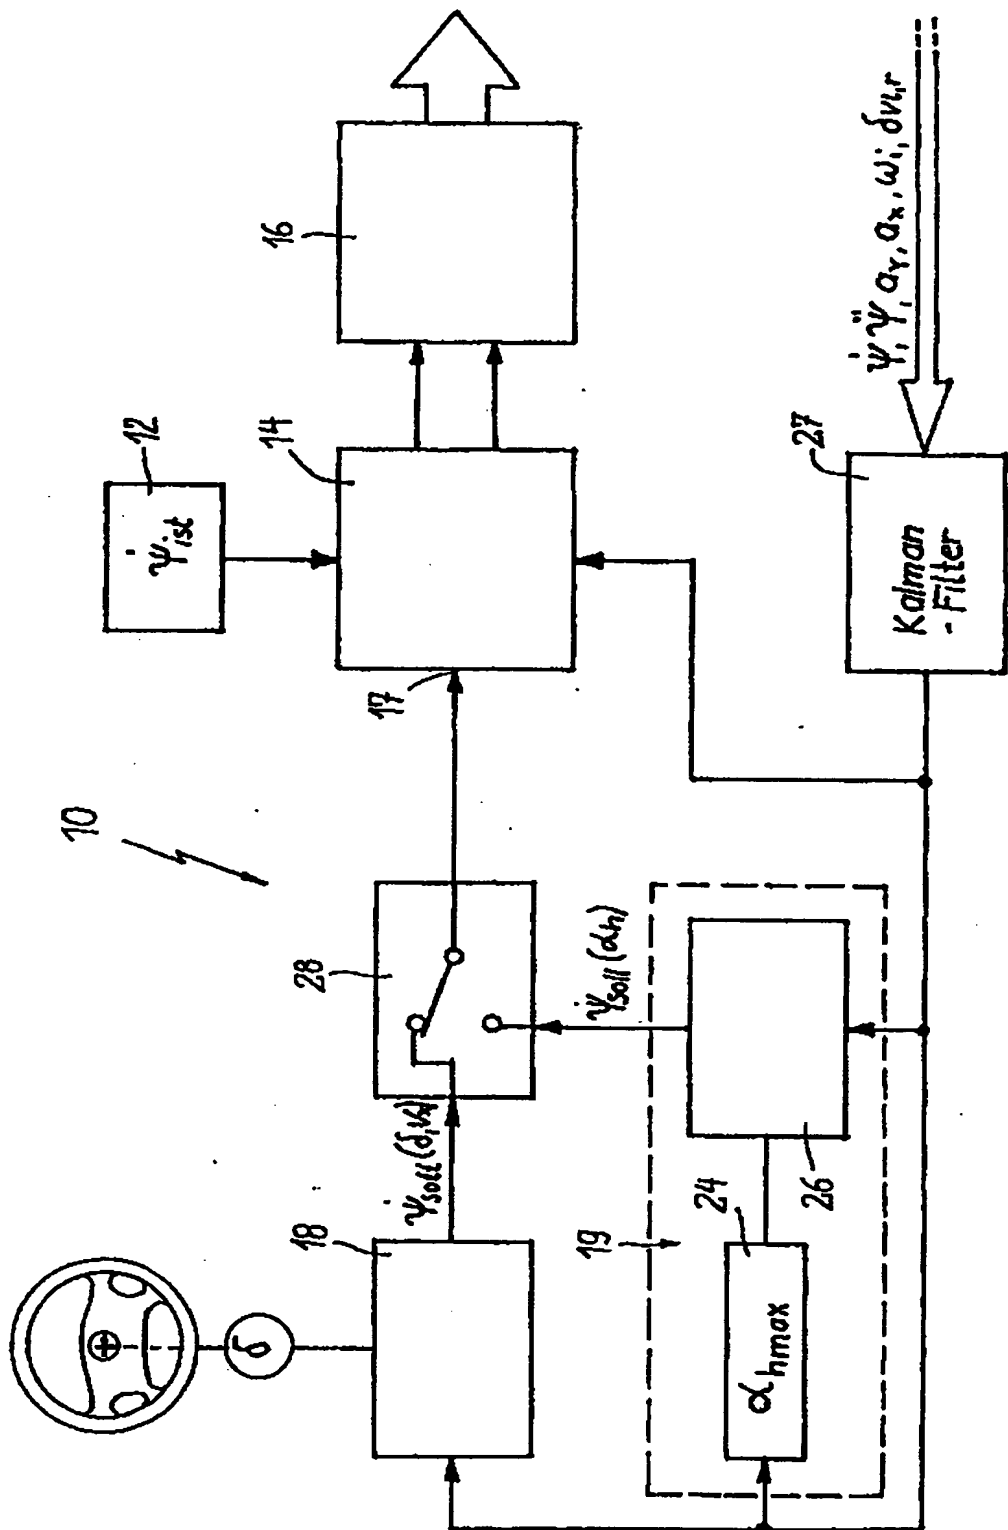 10
12
ψ̇ist
14
16
17
18
δ
ψ̇soll(δ,Vx)
28
ψ̇soll(αh)
19
24
αhmax
26
27
Kalman
-Filter
ψ̇, ψ̈, aY, ax, ωi, δVl,r